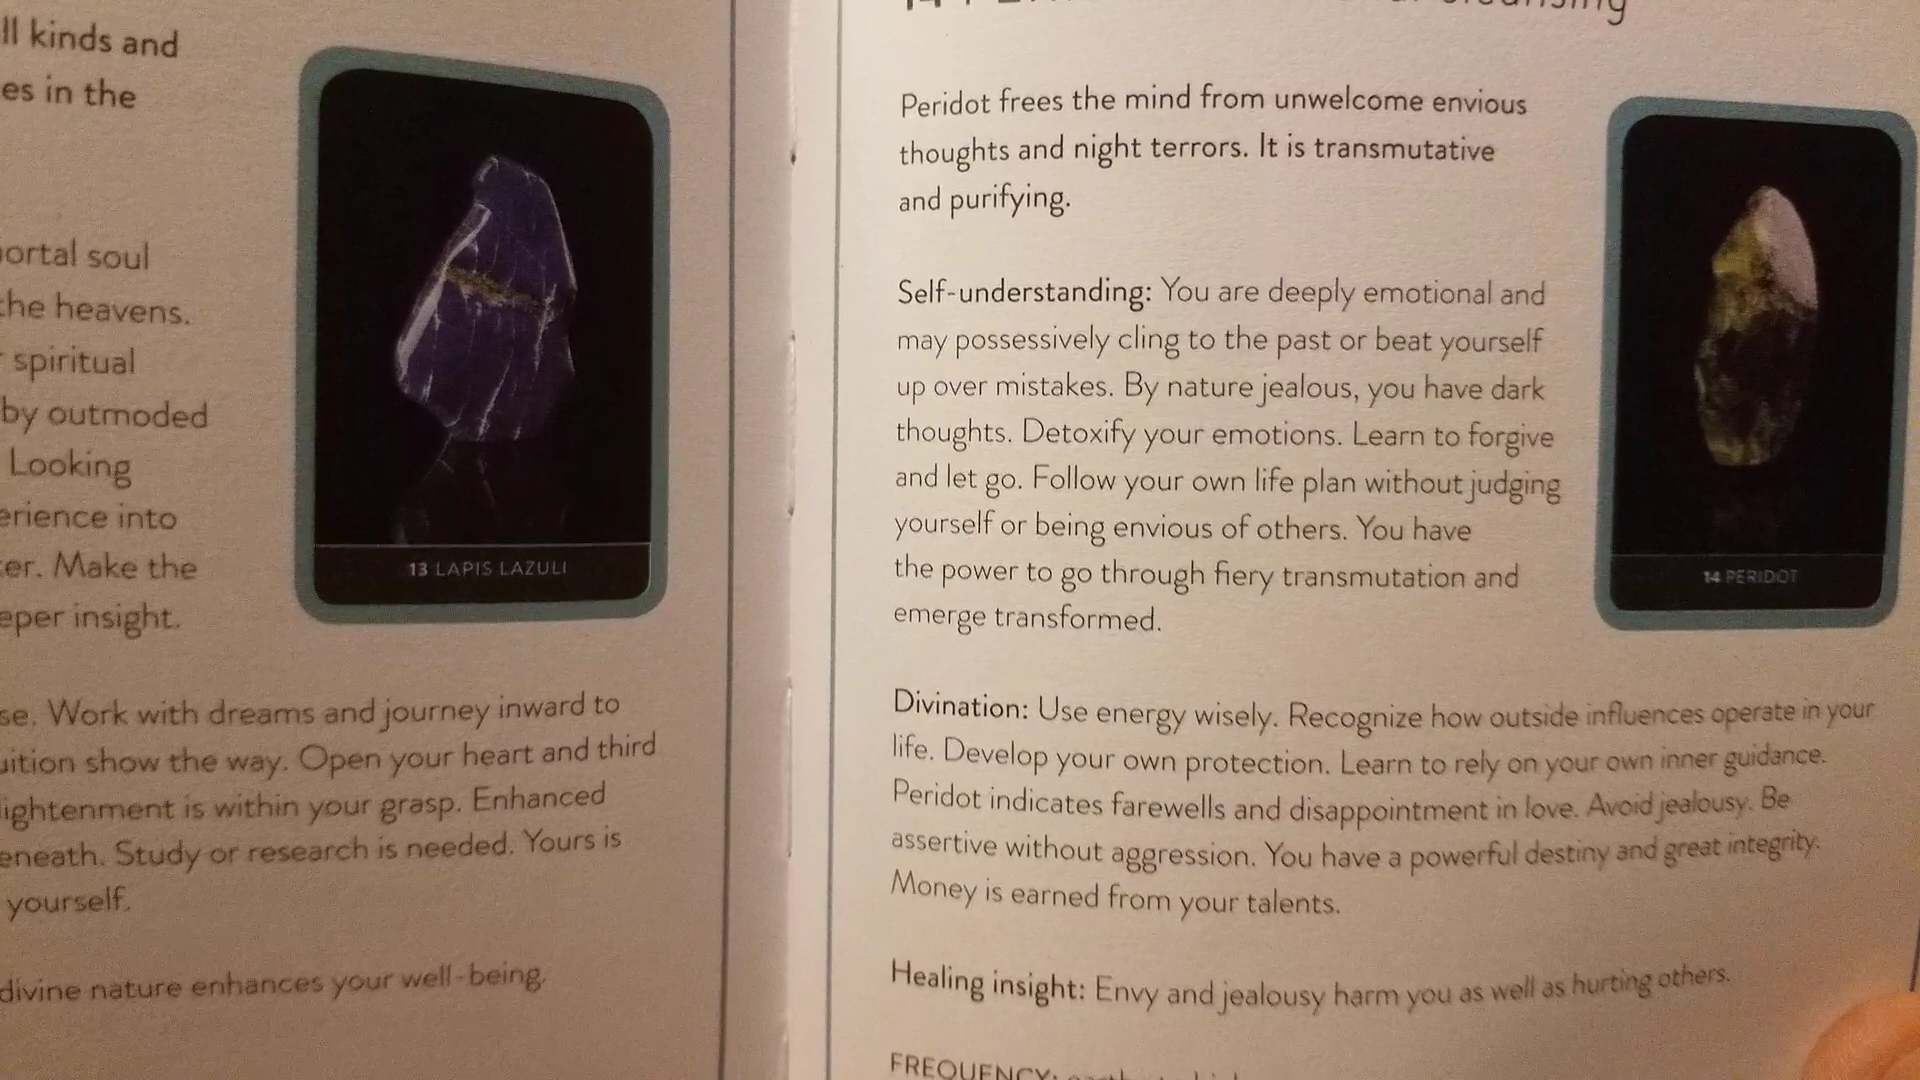 ll kinds and
es in the
ortal soul
the heavens.
spiritual
by outmoded
Looking
erience into
er. Make the
eper insight.
13 LAPIS LAZULI
se. Work with dreams and journey inward to
uition show the way. Open your heart and third
lightenment is within your grasp. Enhanced
eneath. Study or research is needed. Yours is
yourself.
divine nature enhances your well-being.
14 cleansing
Peridot frees the mind from unwelcome envious
thoughts and night terrors. It is transmutative
and purifying.
Self-understanding: You are deeply emotional and
may possessively cling to the past or beat yourself
up over mistakes. By nature jealous, you have dark
thoughts. Detoxify your emotions. Learn to forgive
and let go. Follow your own life plan without judging
yourself or being envious of others. You have
the power to go through fiery transmutation and
emerge transformed.
14 PERIDOT
Divination: Use energy wisely. Recognize how outside influences operate in your
life. Develop your own protection. Learn to rely on your own inner guidance.
Peridot indicates farewells and disappointment in love. Avoid jealousy. Be
assertive without aggression. You have a powerful destiny and great integrity.
Money is earned from your talents.
Healing insight: Envy and jealousy harm you as well as hurting others.
FREQUENCY: